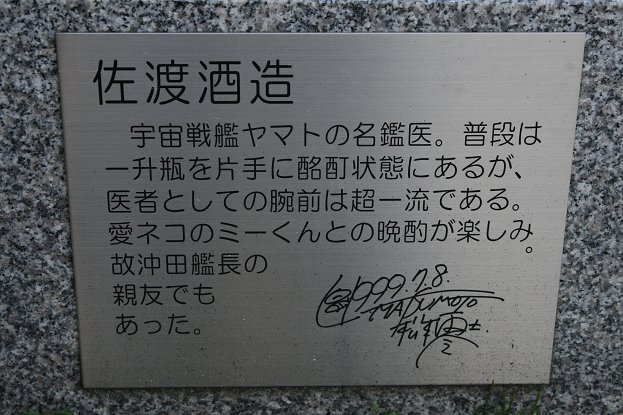 佐渡酒造
宇宙戦艦ヤマトの名鑑医。普段は
一升瓶を片手に酩酊状態にあるが、
医者としての腕前は超一流である。
愛ネコのミーくんとの晩酌が楽しみ。
故沖田艦長の
親友でも
あった。
1999.7.8.
MATSUMOTO
松本零士